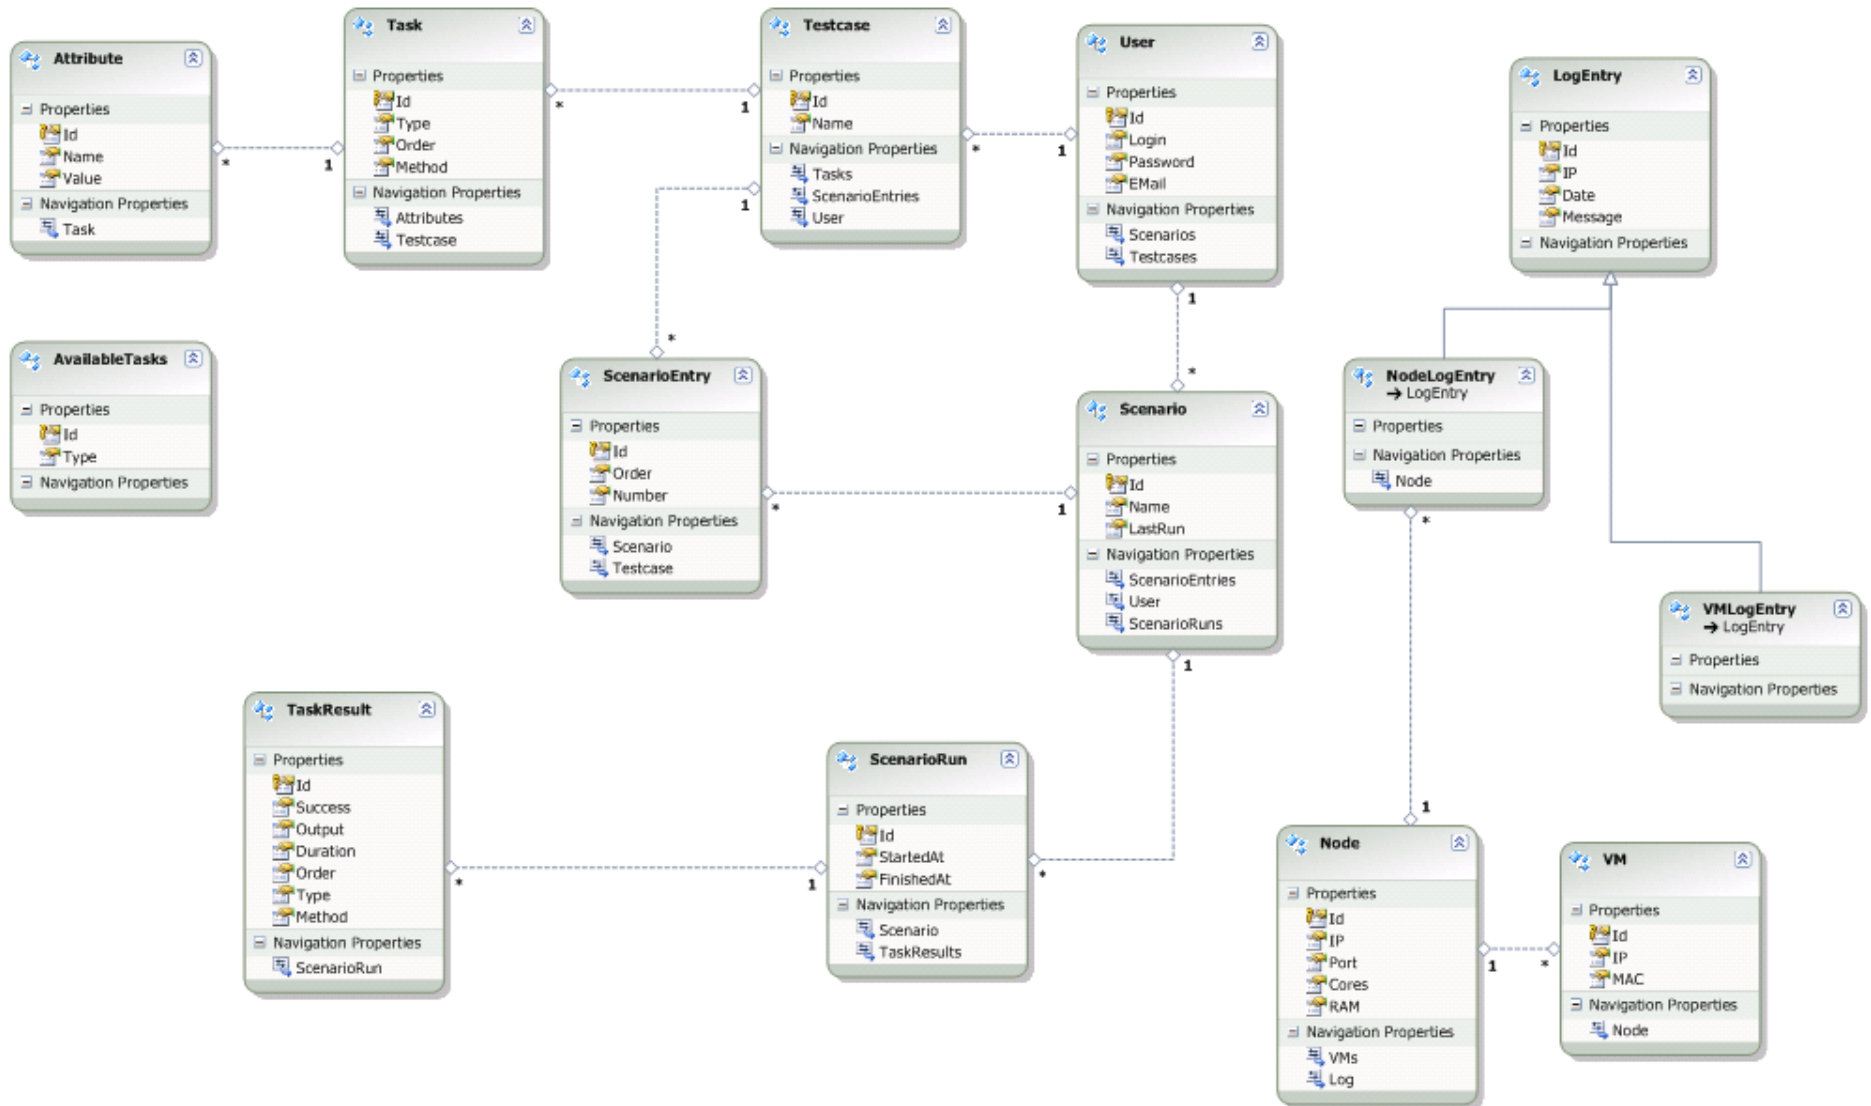 Attribute
Properties
Id
Name
Value
Navigation Properties
Task
*
1
Task
Properties
Id
Type
Order
Method
Navigation Properties
Attributes
Testcase
*
1
Testcase
Properties
Id
Name
Navigation Properties
Tasks
ScenarioEntries
User
*
1
1
*
User
Properties
Id
Login
Password
EMail
Navigation Properties
Scenarios
Testcases
1
*
LogEntry
Properties
Id
IP
Date
Message
Navigation Properties
AvailableTasks
Properties
Id
Type
Navigation Properties
ScenarioEntry
Properties
Id
Order
Number
Navigation Properties
Scenario
Testcase
*
1
Scenario
Properties
Id
Name
LastRun
Navigation Properties
ScenarioEntries
User
ScenarioRuns
1
*
NodeLogEntry
→ LogEntry
Properties
Navigation Properties
Node
*
1
VMLogEntry
→ LogEntry
Properties
Navigation Properties
TaskResult
Properties
Id
Success
Output
Duration
Order
Type
Method
Navigation Properties
ScenarioRun
*
1
ScenarioRun
Properties
Id
StartedAt
FinishedAt
Navigation Properties
Scenario
TaskResults
Node
Properties
Id
IP
Port
Cores
RAM
Navigation Properties
VMs
Log
1
*
VM
Properties
Id
IP
MAC
Navigation Properties
Node